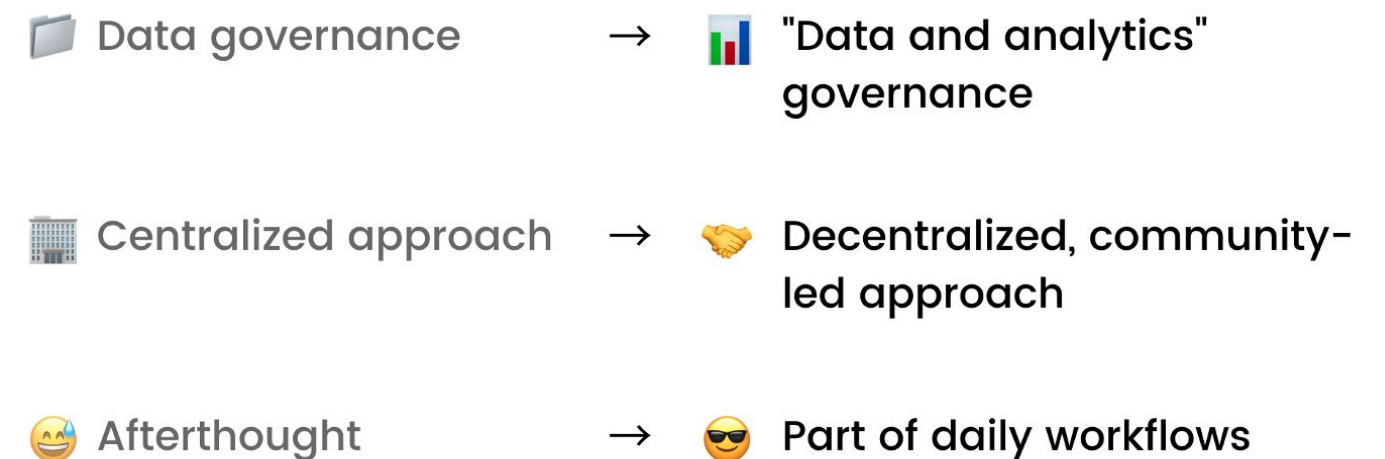 Data governance → "Data and analytics"
governance
Centralized approach → Decentralized, community-
led approach
Afterthought → Part of daily workflows